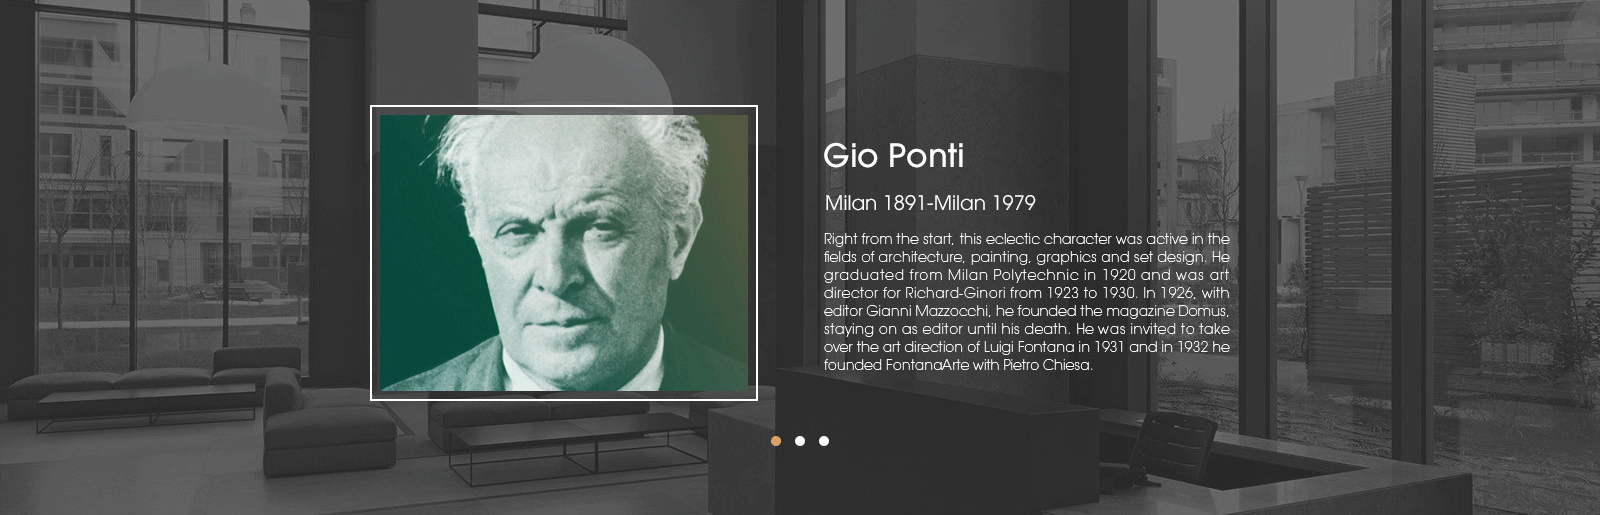 Gio Ponti
Milan 1891-Milan 1979
Right from the start, this eclectic character was active in the
fields of architecture, painting, graphics and set design. He
graduated from Milan Polytechnic in 1920 and was art
director for Richard-Ginori from 1923 to 1930. In 1926, with
editor Gianni Mazzocchi, he founded the magazine Domus,
staying on as editor until his death. He was invited to take
over the art direction of Luigi Fontana in 1931 and in 1932 he
founded FontanaArte with Pietro Chiesa.